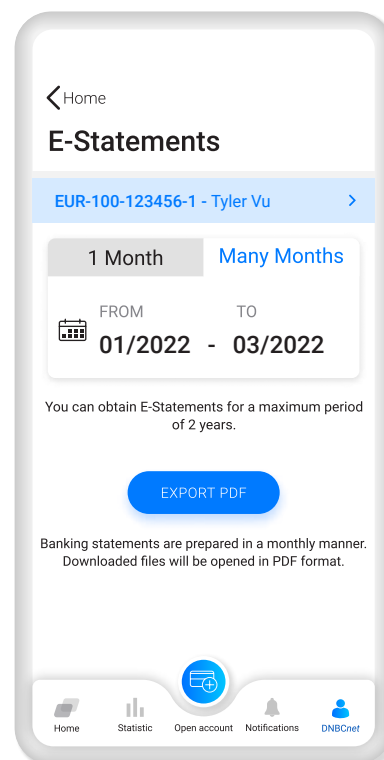 Home
E-Statements
EUR-100-123456-1 - Tyler Vu
1 Month
Many Months
FROM
TO
01/2022 - 03/2022
You can obtain E-Statements for a maximum period
of 2 years.
EXPORT PDF
Banking statements are prepared in a monthly manner.
Downloaded files will be opened in PDF format.
Home
Statistic
Open account
Notifications
DNBCnet